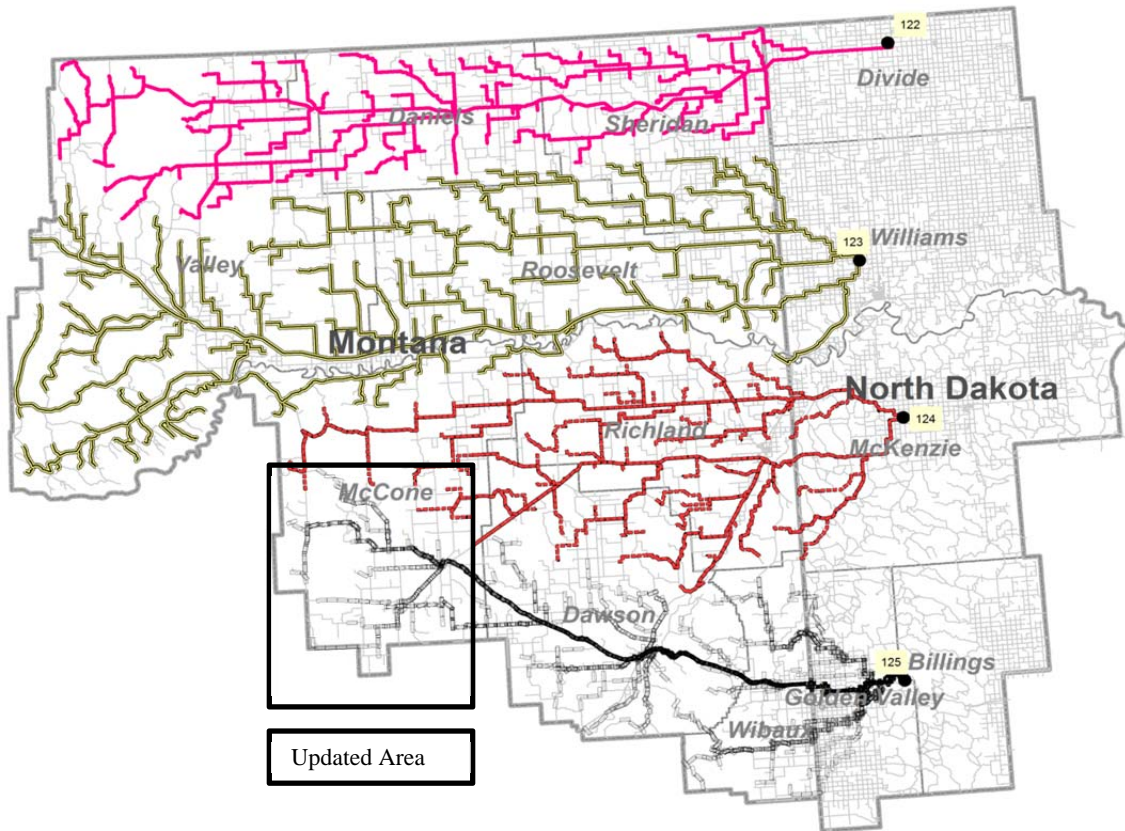 122
Divide
Daniels
Sheridan
123
Williams
Valley
Roosevelt
Montana
North Dakota
124
Richland
McKenzie
McCone
Dawson
125
Billings
Golden Valley
Wibaux
Updated Area